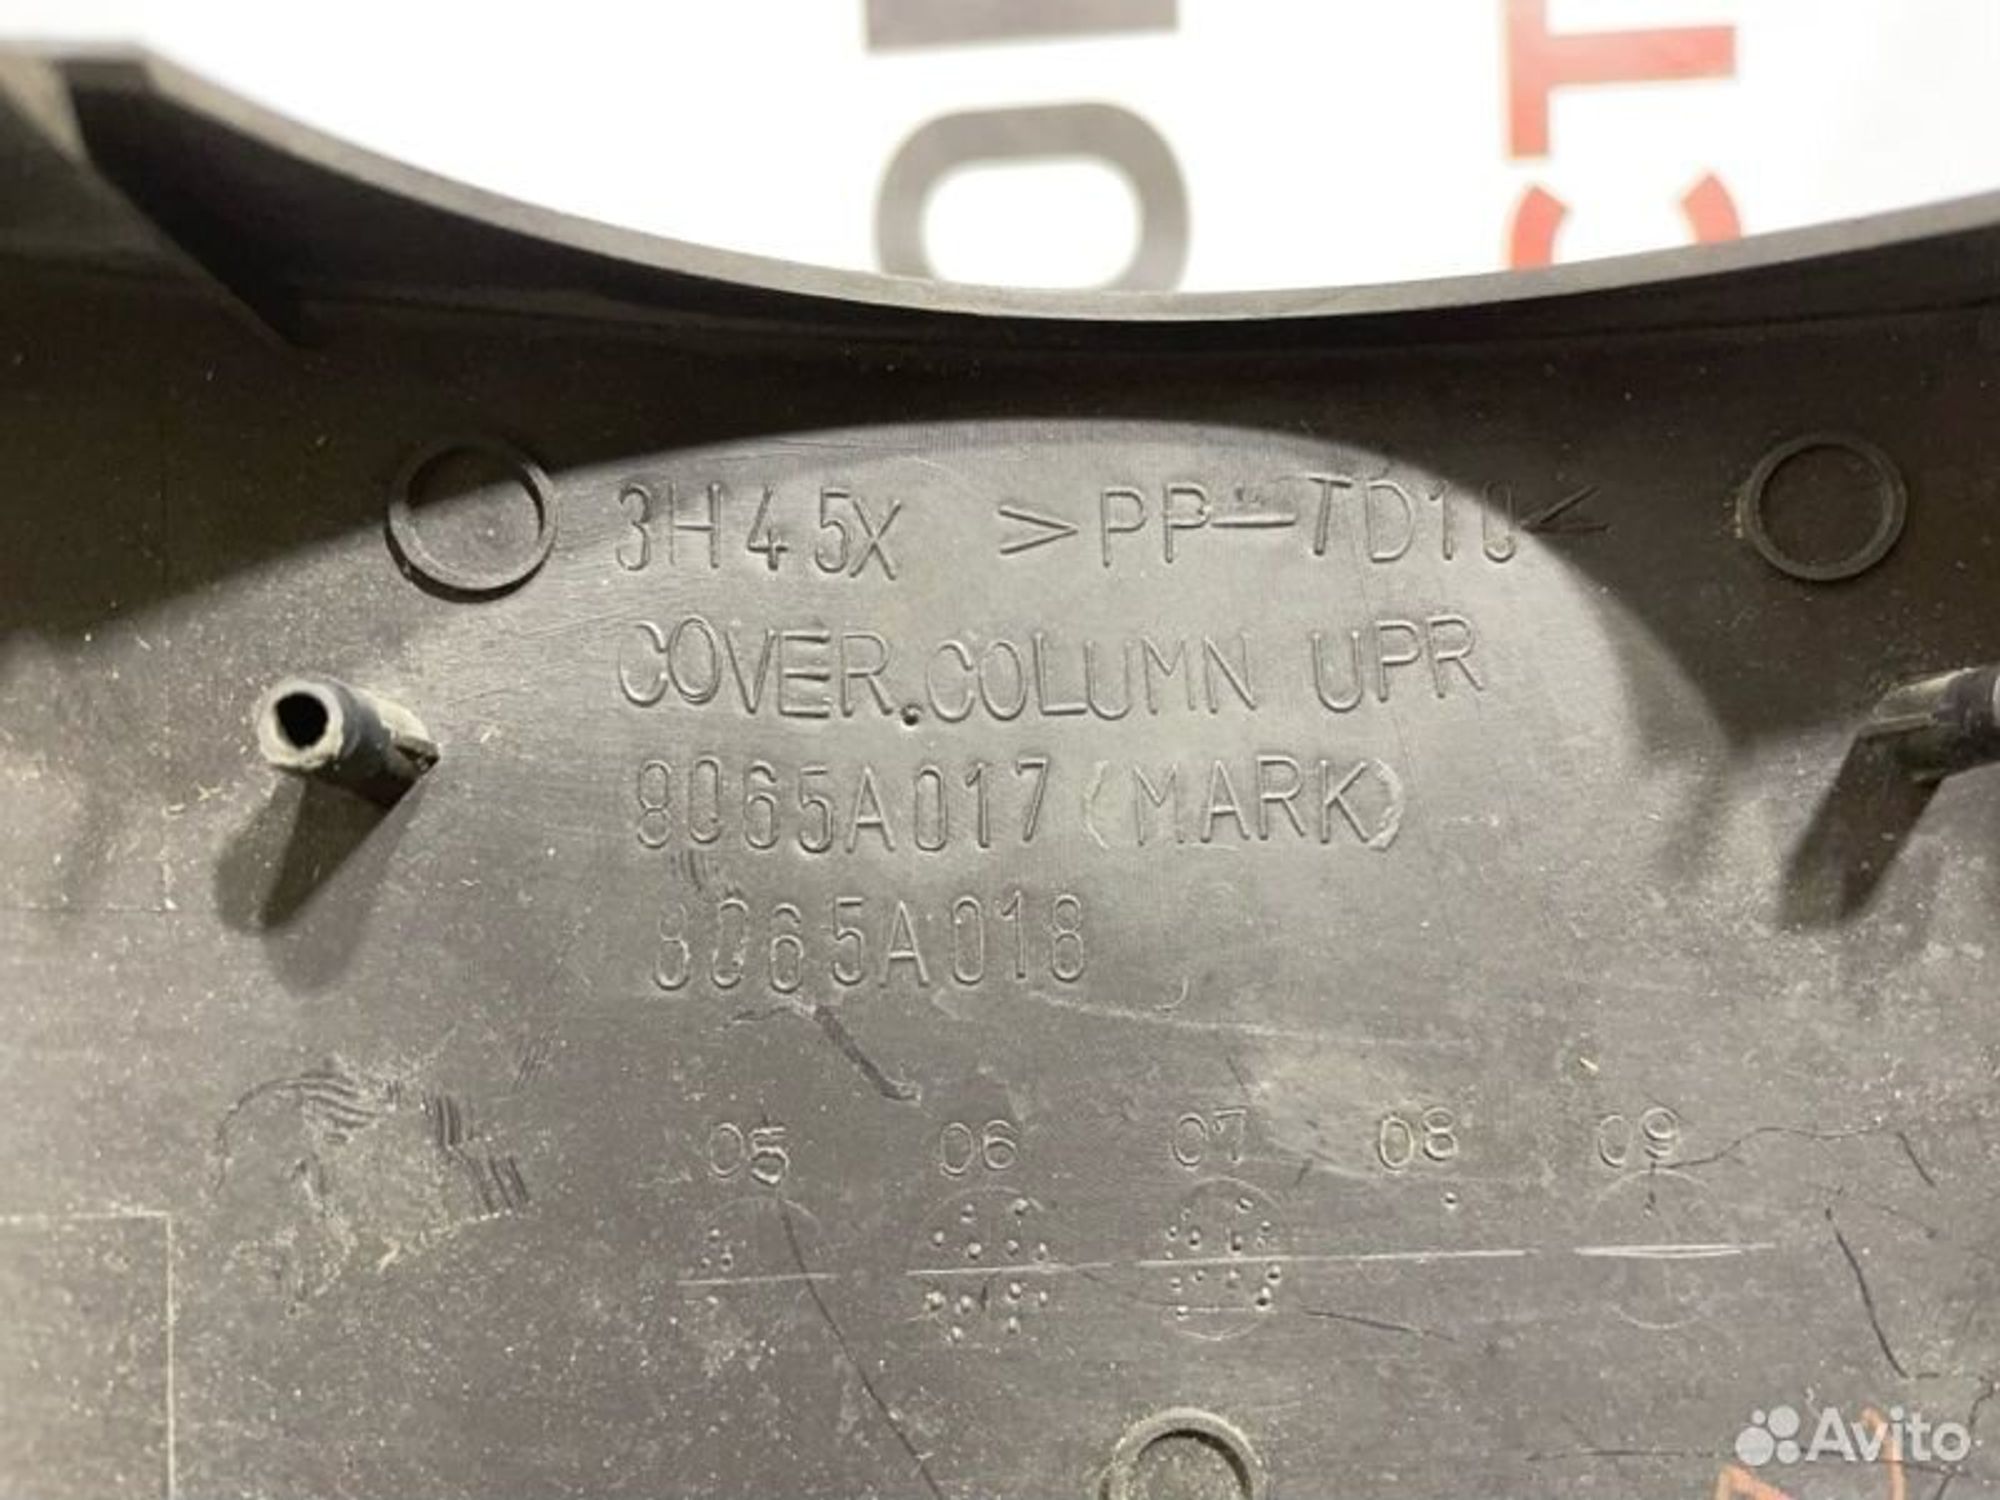 3H45X >PP-TD10<
COVER.COLUMN UPR
8065A017(MARK)
8065A018
05 06 07 08 09
Avito